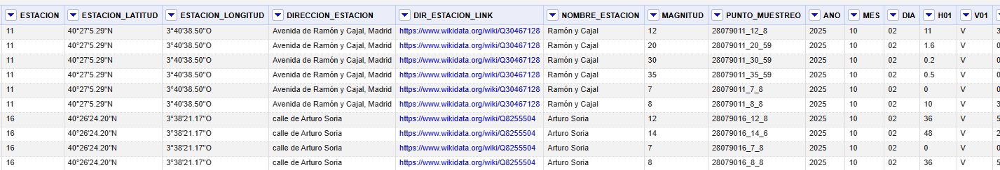 ESTACION ESTACION_LATITUD ESTACION_LONGITUD DIRECCION_ESTACION DIR_ESTACION_LINK NOMBRE_ESTACION MAGNITUD PUNTO_MUESTREO ANO MES DIA H01 V01
11 40°27'5.29"N 3°40'38.50"O Avenida de Ramón y Cajal, Madrid https://www.wikidata.org/wiki/Q30467128 Ramón y Cajal 12 28079011_12_8 2025 10 02 11 V 3
11 40°27'5.29"N 3°40'38.50"O Avenida de Ramón y Cajal, Madrid https://www.wikidata.org/wiki/Q30467128 Ramón y Cajal 20 28079011_20_59 2025 10 02 1.6 V 0
11 40°27'5.29"N 3°40'38.50"O Avenida de Ramón y Cajal, Madrid https://www.wikidata.org/wiki/Q30467128 Ramón y Cajal 30 28079011_30_59 2025 10 02 0.2 V 0
11 40°27'5.29"N 3°40'38.50"O Avenida de Ramón y Cajal, Madrid https://www.wikidata.org/wiki/Q30467128 Ramón y Cajal 35 28079011_35_59 2025 10 02 0.5 V 0
11 40°27'5.29"N 3°40'38.50"O Avenida de Ramón y Cajal, Madrid https://www.wikidata.org/wiki/Q30467128 Ramón y Cajal 7 28079011_7_8 2025 10 02 0 V 0
11 40°27'5.29"N 3°40'38.50"O Avenida de Ramón y Cajal, Madrid https://www.wikidata.org/wiki/Q30467128 Ramón y Cajal 8 28079011_8_8 2025 10 02 10 V 3
16 40°26'24.20"N 3°38'21.17"O calle de Arturo Soria https://www.wikidata.org/wiki/Q8255504 Arturo Soria 12 28079016_12_8 2025 10 02 36 V 5
16 40°26'24.20"N 3°38'21.17"O calle de Arturo Soria https://www.wikidata.org/wiki/Q8255504 Arturo Soria 14 28079016_14_6 2025 10 02 48 V 2
16 40°26'24.20"N 3°38'21.17"O calle de Arturo Soria https://www.wikidata.org/wiki/Q8255504 Arturo Soria 7 28079016_7_8 2025 10 02 0 V 0
16 40°26'24.20"N 3°38'21.17"O calle de Arturo Soria https://www.wikidata.org/wiki/Q8255504 Arturo Soria 8 28079016_8_8 2025 10 02 36 V 5